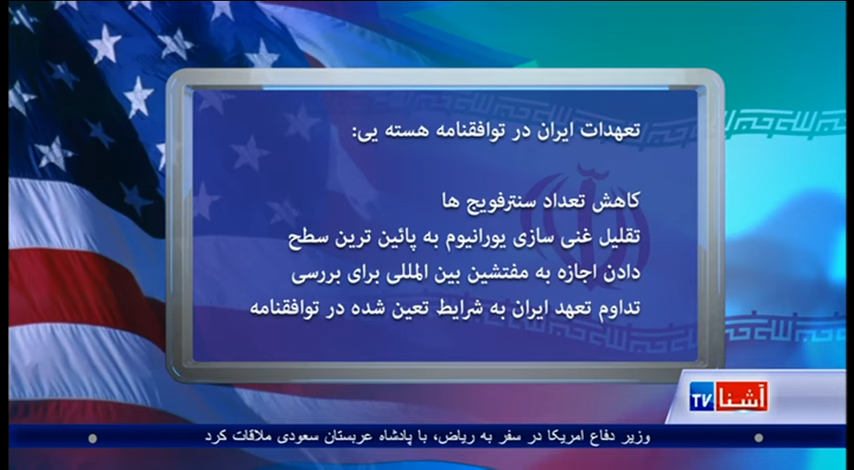 تعهدات ایران در توافقنامه هسته یی:
کاهش تعداد سنترفویج ها
تقلیل غنی سازی یورانیوم به پائین ترین سطح
دادن اجازه به مفتشین بین المللی برای بررسی
تداوم تعهد ایران به شرایط تعین شده در توافقنامه
TV آشنا
وزیر دفاع امریکا در سفر به ریاض، با پادشاه عربستان سعودی ملاقات کرد